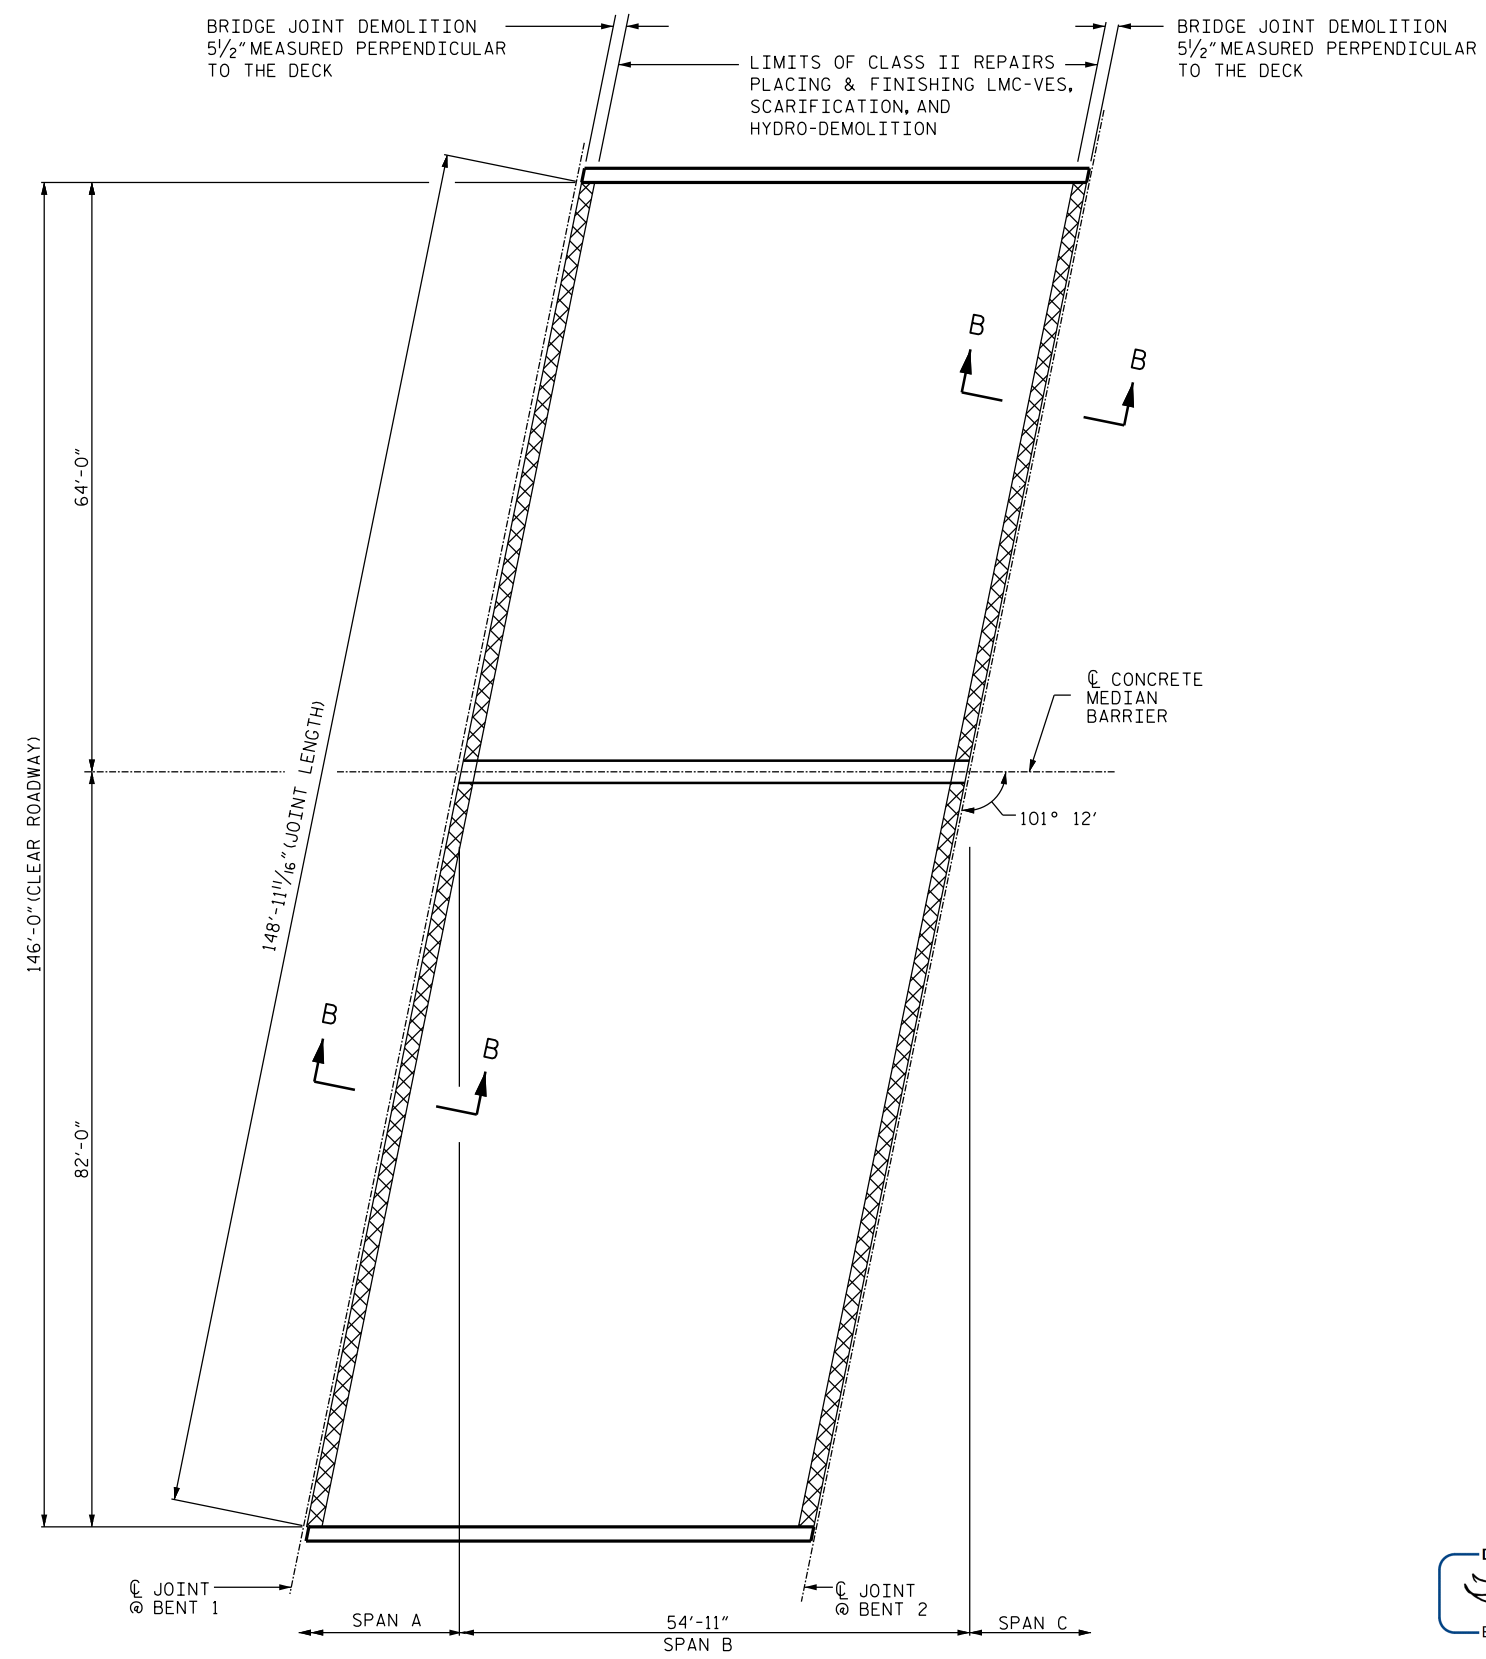 BRIDGE JOINT DEMOLITION
5½" MEASURED PERPENDICULAR
TO THE DECK
LIMITS OF CLASS II REPAIRS
PLACING & FINISHING LMC-VES,
SCARIFICATION, AND
HYDRO-DEMOLITION
BRIDGE JOINT DEMOLITION
5½" MEASURED PERPENDICULAR
TO THE DECK
B
B
64'-0"
℄ CONCRETE
MEDIAN
BARRIER
148'-11 11/16" (JOINT LENGTH)
146'-0" (CLEAR ROADWAY)
101° 12'
B
B
82'-0"
℄ JOINT
@ BENT 1
℄ JOINT
@ BENT 2
SPAN A
54'-11"
SPAN B
SPAN C